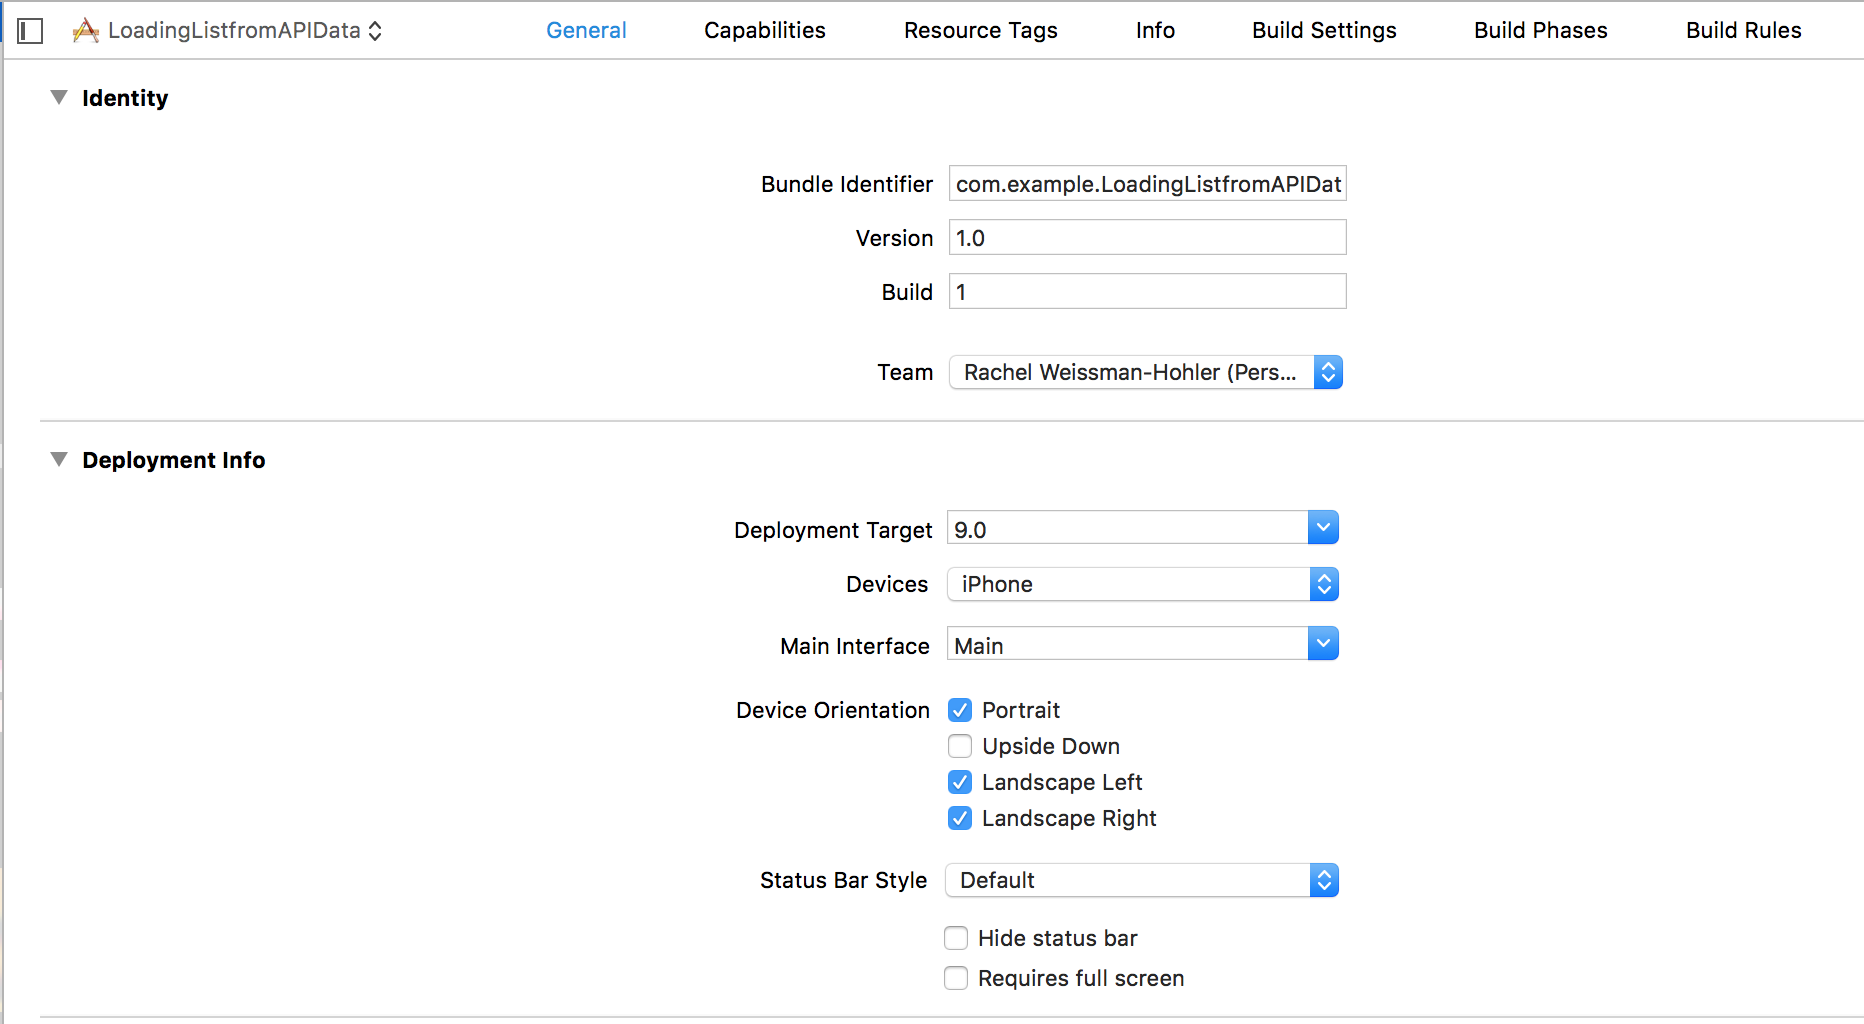 LoadingListfromAPIData General Capabilities Resource Tags Info Build Settings Build Phases Build Rules
Identity
Bundle Identifier com.example.LoadingListfromAPIDat
Version 1.0
Build 1
Team Rachel Weissman-Hohler (Pers...
Deployment Info
Deployment Target 9.0
Devices iPhone
Main Interface Main
Device Orientation Portrait
Upside Down
Landscape Left
Landscape Right
Status Bar Style Default
Hide status bar
Requires full screen